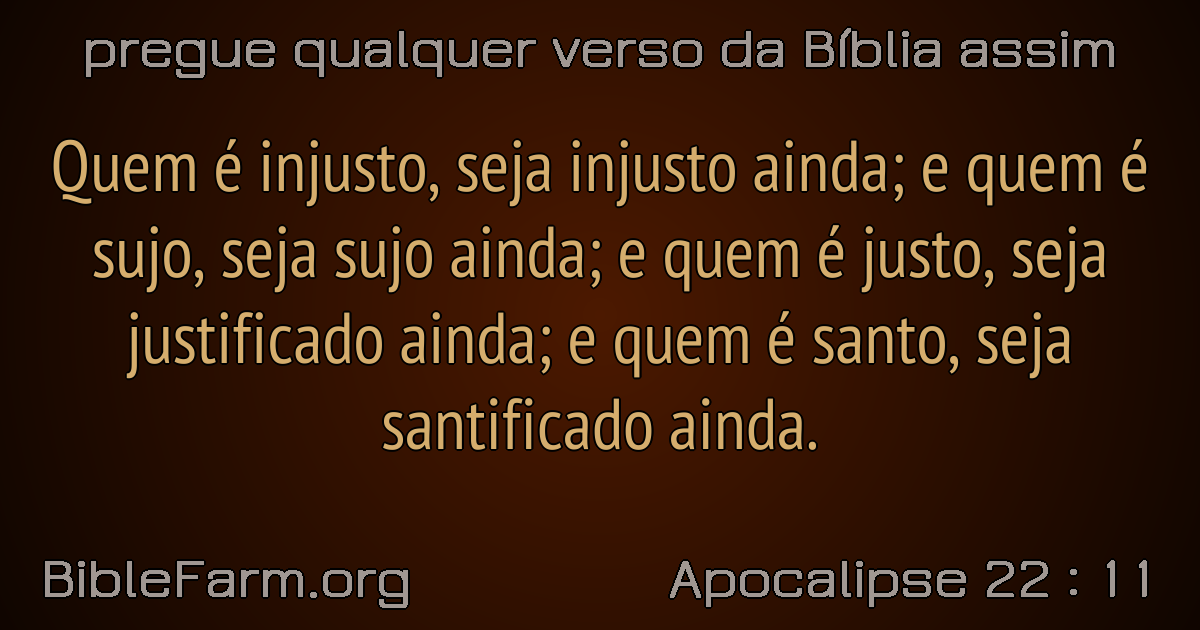 pregue qualquer verso da Bíblia assim
Quem é injusto, seja injusto ainda; e quem é
sujo, seja sujo ainda; e quem é justo, seja
justificado ainda; e quem é santo, seja
santificado ainda.
BibleFarm.org
Apocalipse 22 : 11